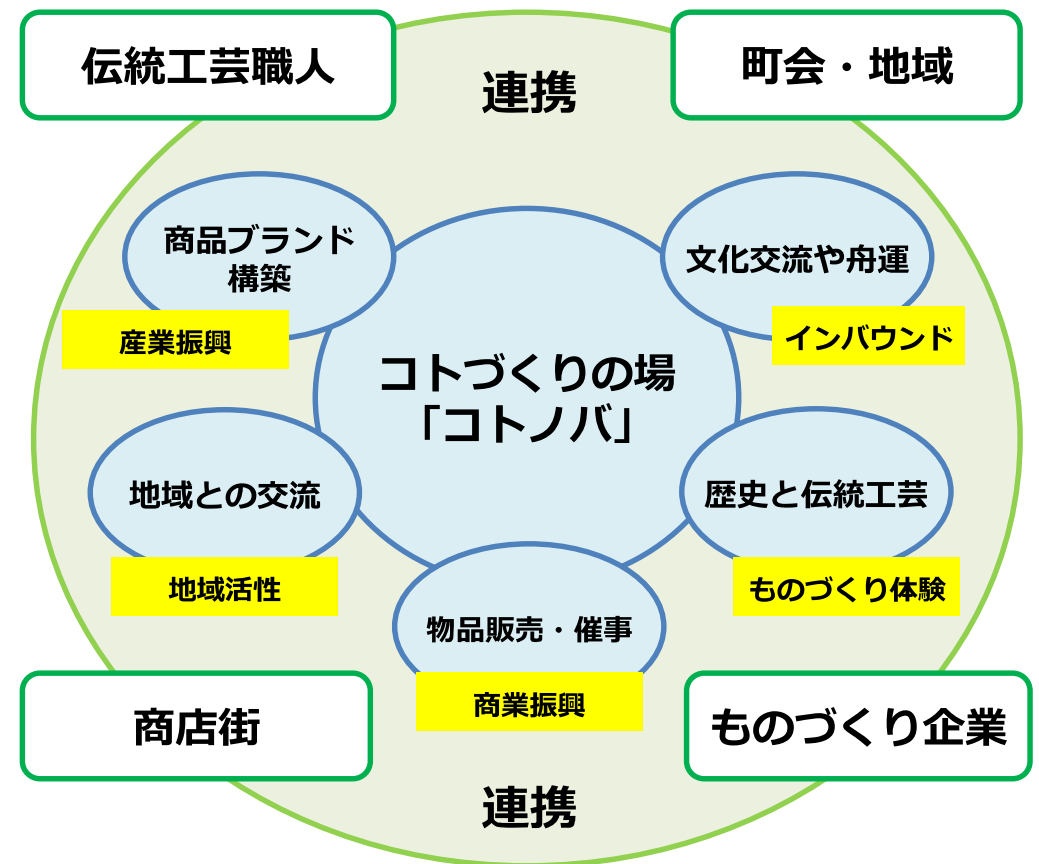 伝統工芸職人
連携
町会・地域
商品ブランド
構築
産業振興
文化交流や舟運
インバウンド
コトづくりの場
「コトノバ」
地域との交流
地域活性
歴史と伝統工芸
ものづくり体験
物品販売・催事
商業振興
商店街
ものづくり企業
連携